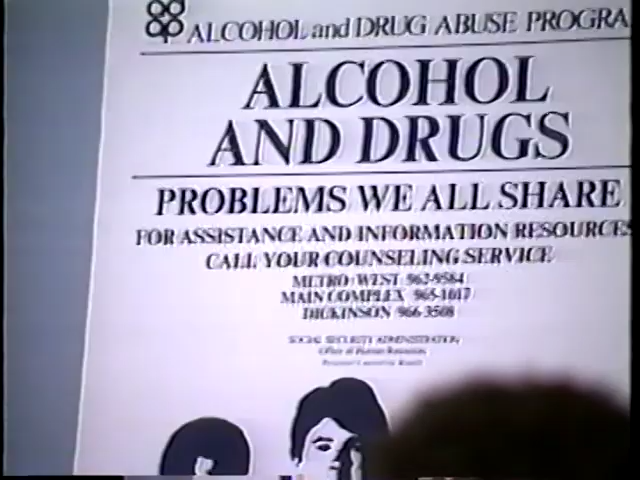 ALCOHOL and DRUG ABUSE PROGRA
ALCOHOL
AND DRUGS
PROBLEMS WE ALL SHARE
FOR ASSISTANCE AND INFORMATION RESOURCES
CALL YOUR COUNSELING SERVICE
METRO WEST 962-9584
MAIN COMPLEX 965-1017
DICKINSON 966-3508
SOCIAL SECURITY ADMINISTRATION
Office of Human Resources